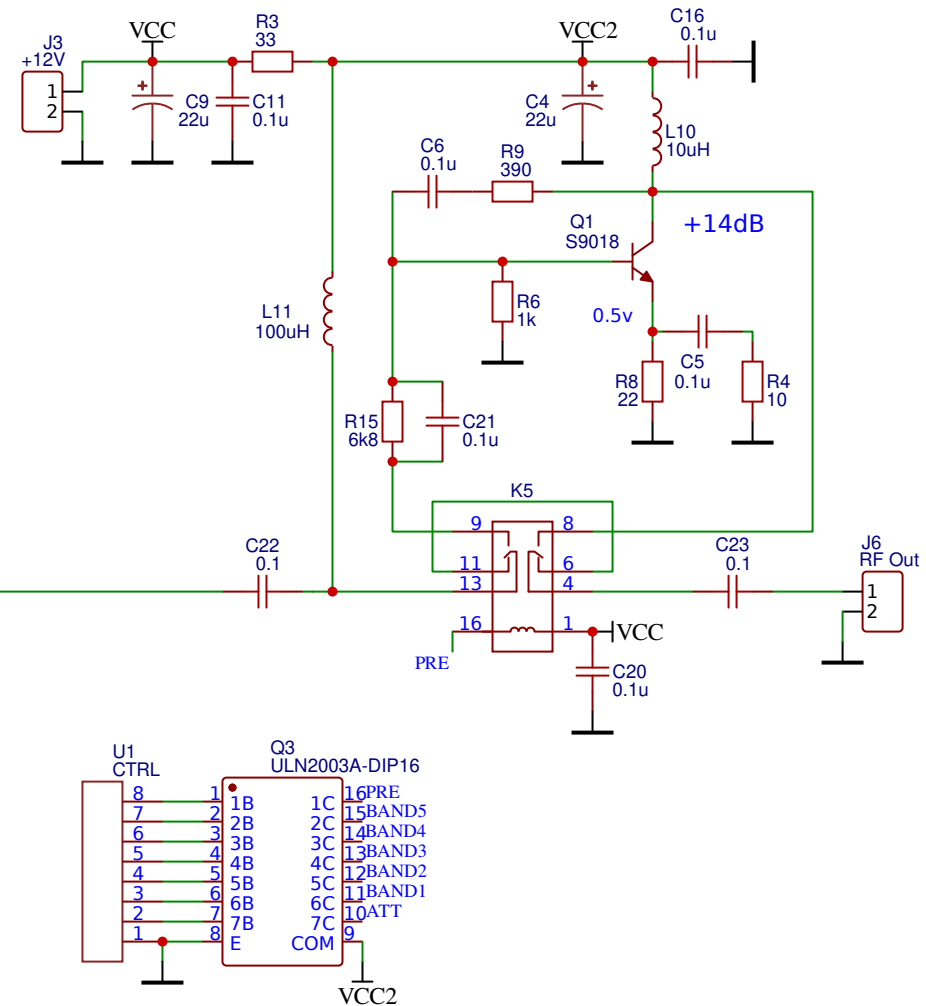 J3
+12V
1
2
VCC
C9
22u
C11
0.1u
R3
33
VCC2
C4
22u
C16
0.1u
L10
10uH
C6
0.1u
R9
390
Q1
S9018
+14dB
R6
1k
0.5v
C5
0.1u
R8
22
R4
10
L11
100uH
R15
6k8
C21
0.1u
K5
9
8
11
6
13
4
16
1
VCC
PRE
C20
0.1u
C22
0.1
C23
0.1
J6
RF Out
1
2
U1
CTRL
8
7
6
5
4
3
2
1
Q3
ULN2003A-DIP16
1 1B 1C 16 PRE
2 2B 2C 15 BAND5
3 3B 3C 14 BAND4
4 4B 4C 13 BAND3
5 5B 5C 12 BAND2
6 6B 6C 11 BAND1
7 7B 7C 10 ATT
8 E COM 9
VCC2